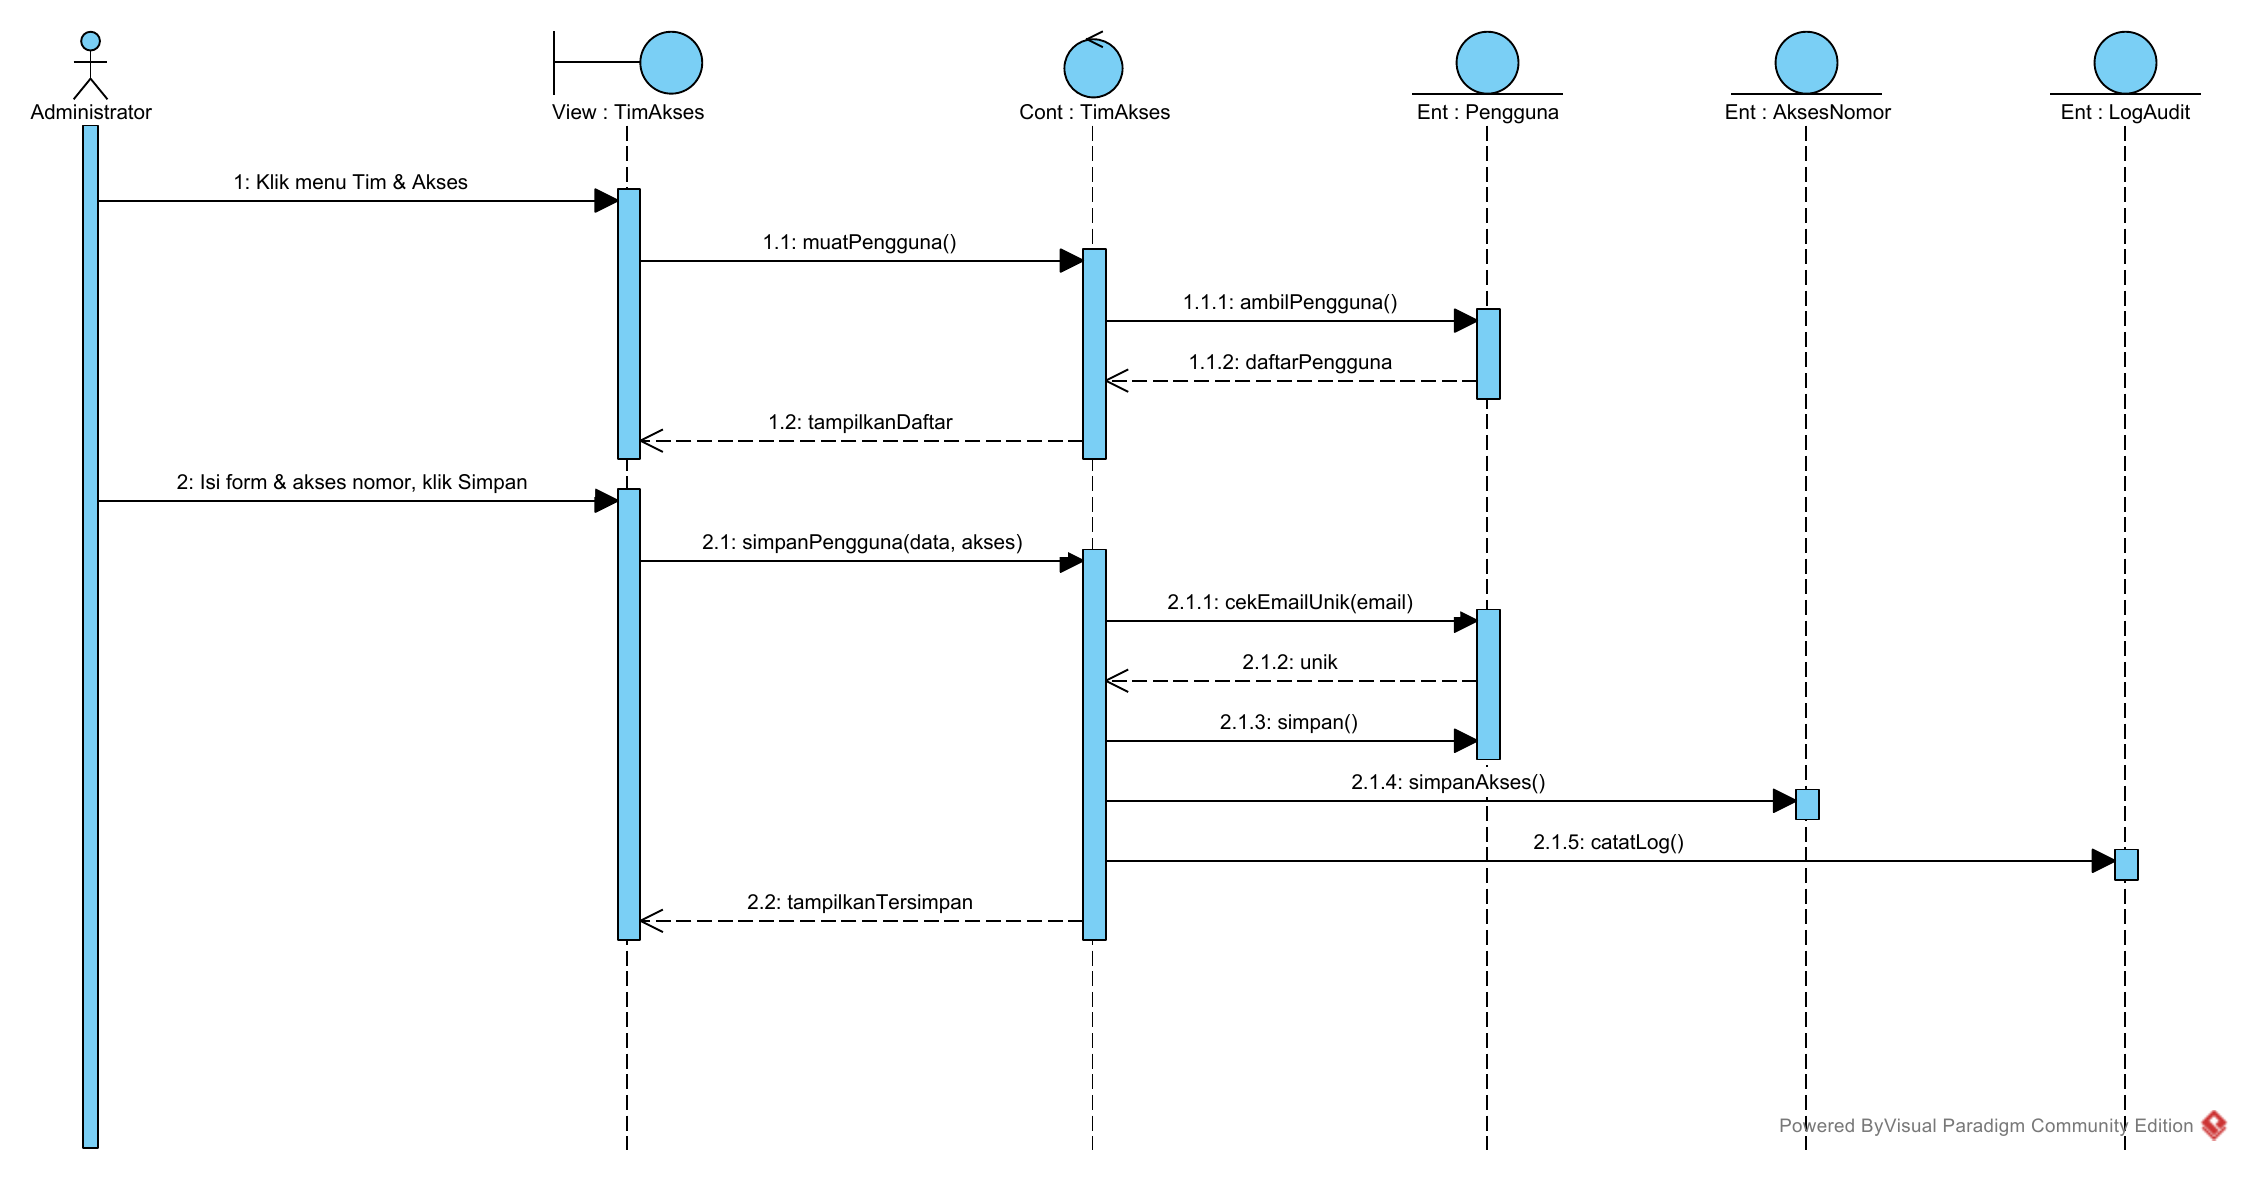 Administrator
View : TimAkses
Cont : TimAkses
Ent : Pengguna
Ent : AksesNomor
Ent : LogAudit
1: Klik menu Tim & Akses
1.1: muatPengguna()
1.1.1: ambilPengguna()
1.1.2: daftarPengguna
1.2: tampilkanDaftar
2: Isi form & akses nomor, klik Simpan
2.1: simpanPengguna(data, akses)
2.1.1: cekEmailUnik(email)
2.1.2: unik
2.1.3: simpan()
2.1.4: simpanAkses()
2.1.5: catatLog()
2.2: tampilkanTersimpan
Powered ByVisual Paradigm Community Edition